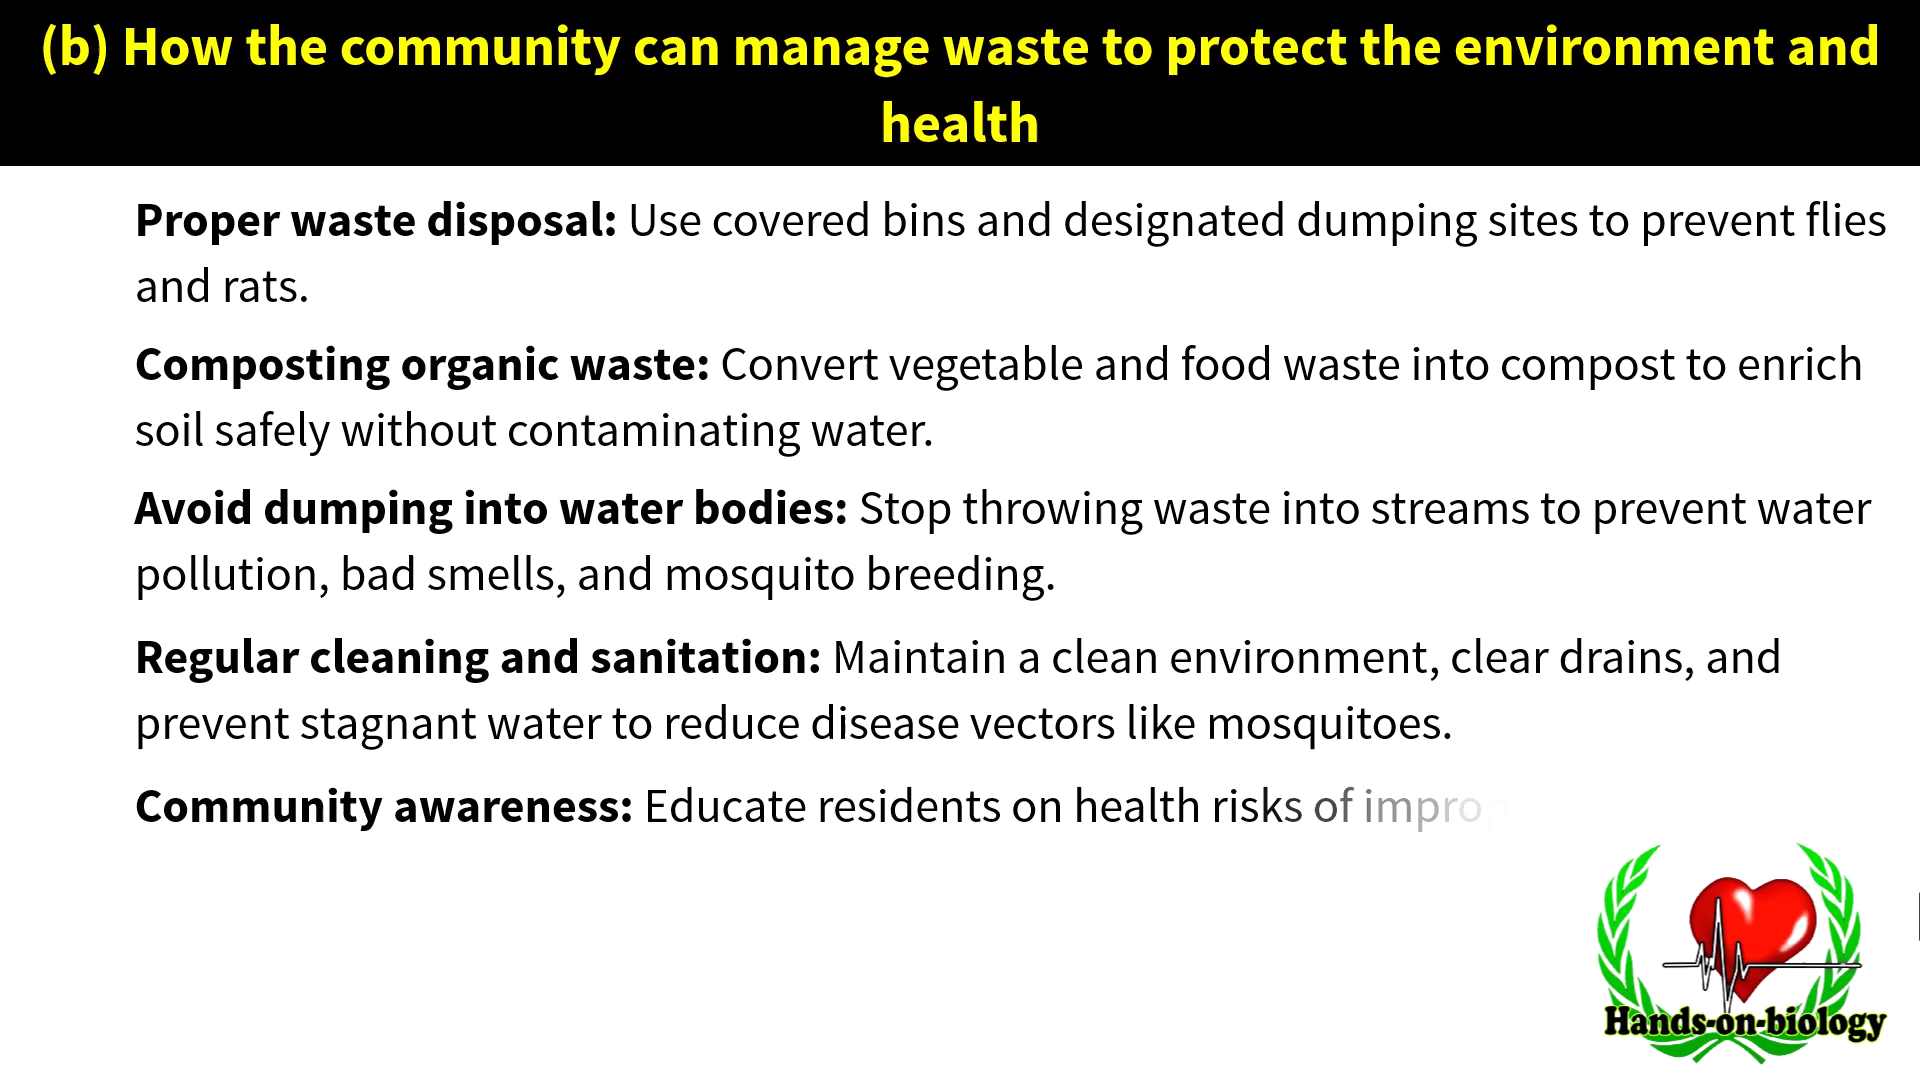 (b) How the community can manage waste to protect the environment and
health
Proper waste disposal: Use covered bins and designated dumping sites to prevent flies
and rats.
Composting organic waste: Convert vegetable and food waste into compost to enrich
soil safely without contaminating water.
Avoid dumping into water bodies: Stop throwing waste into streams to prevent water
pollution, bad smells, and mosquito breeding.
Regular cleaning and sanitation: Maintain a clean environment, clear drains, and
prevent stagnant water to reduce disease vectors like mosquitoes.
Community awareness: Educate residents on health risks of improp
Hands-on-biology